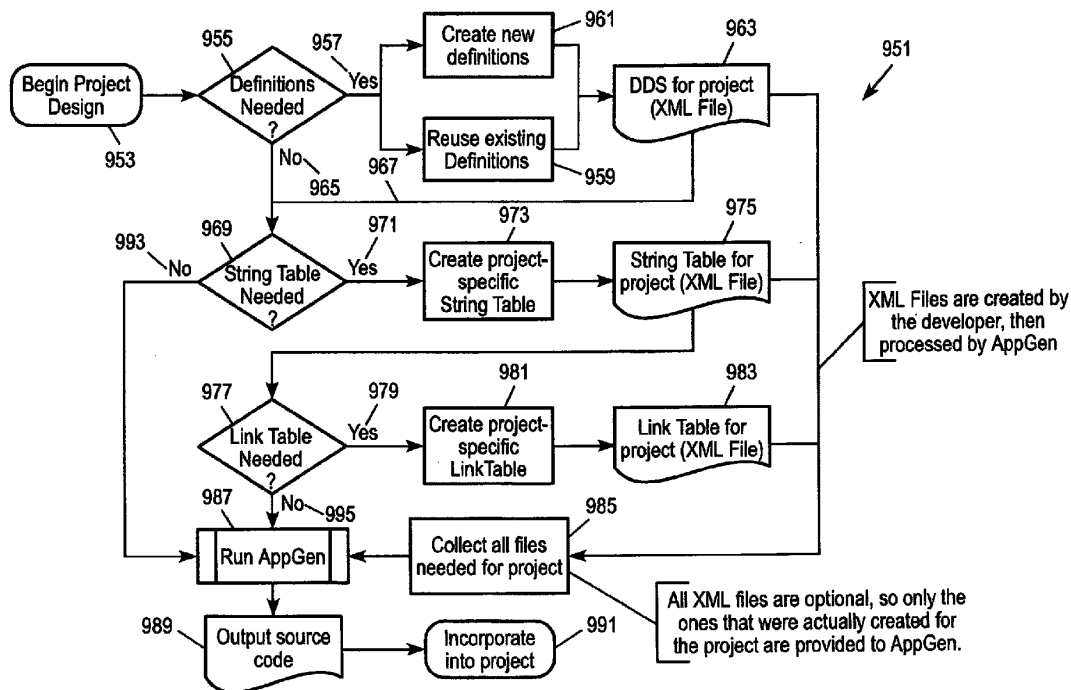 955
957
961
963
951
Begin Project
Design
953
Definitions
Needed
?
Yes
No
965
Create new
definitions
Reuse existing
Definitions
959
967
DDS for project
(XML File)
993
No
969
String Table
Needed
?
971
Yes
973
Create project-
specific
String Table
975
String Table for
project (XML File)
XML Files are created by
the developer, then
processed by AppGen
977
Link Table
Needed
?
979
Yes
981
Create project-
specific
LinkTable
983
Link Table for
project (XML File)
No
995
987
Run AppGen
985
Collect all files
needed for project
All XML files are optional, so only the
ones that were actually created for
the project are provided to AppGen.
989
Output source
code
Incorporate
into project
991